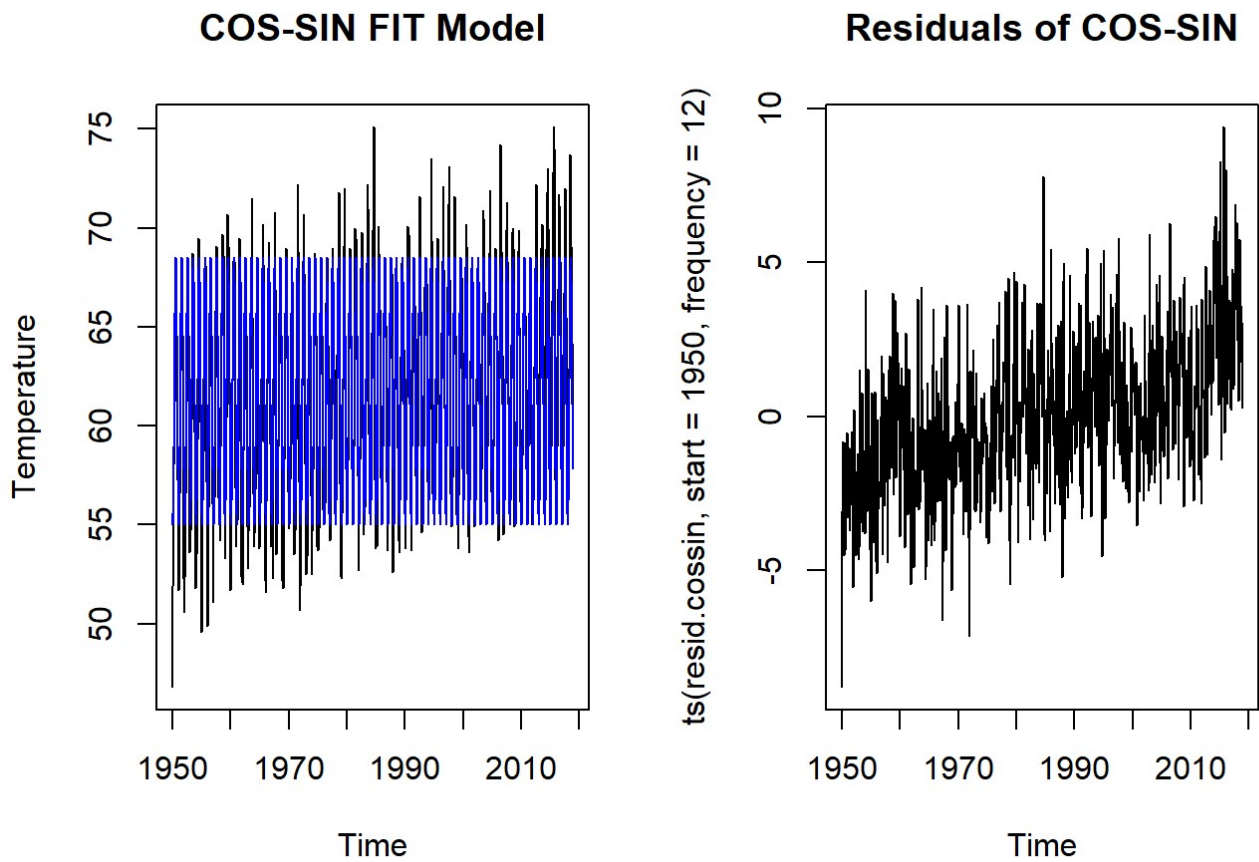 COS-SIN FIT Model
Temperature
75
70
65
60
55
50
1950 1970 1990 2010
Time
Residuals of COS-SIN
ts(resid.cossin, start = 1950, frequency = 12)
10
5
0
-5
1950 1970 1990 2010
Time